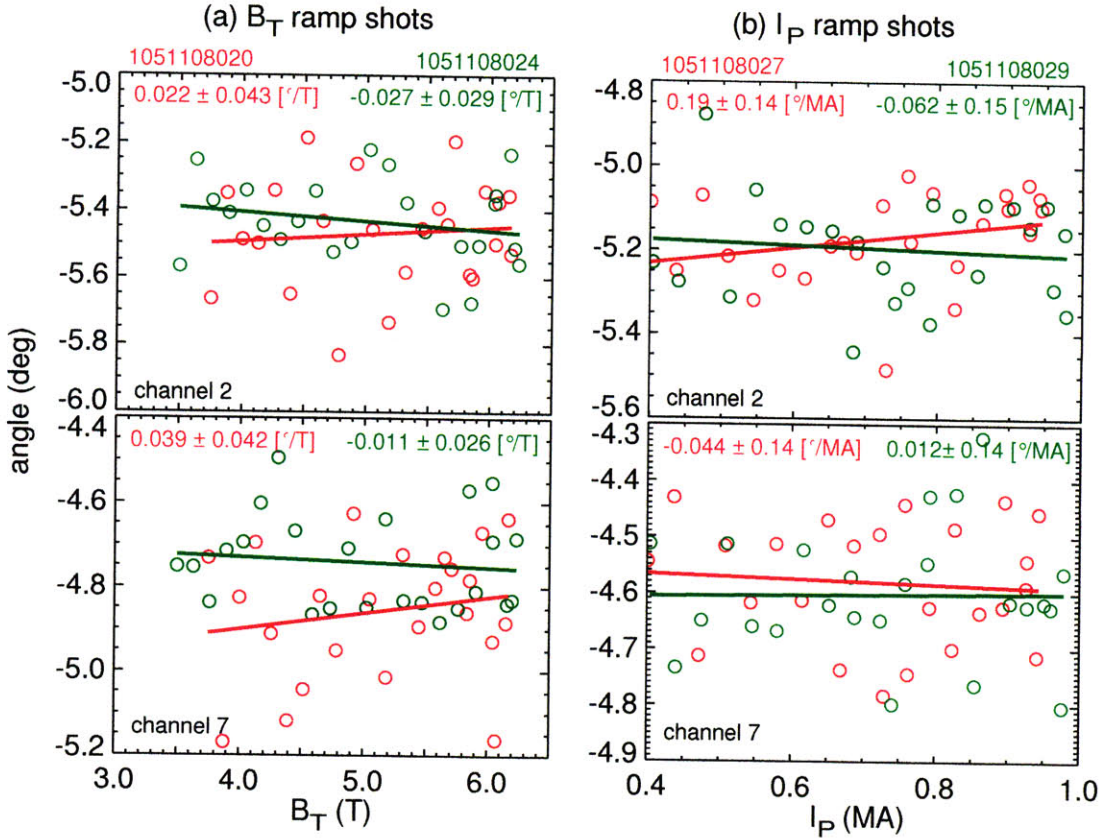 (a) B_T ramp shots
1051108020 1051108024
0.022 ± 0.043 [°/T] -0.027 ± 0.029 [°/T]
-5.0
-5.2
-5.4
-5.6
-5.8
-6.0
channel 2
0.039 ± 0.042 [°/T] -0.011 ± 0.026 [°/T]
-4.4
-4.6
-4.8
-5.0
-5.2
channel 7
3.0 4.0 5.0 6.0
B_T (T)
angle (deg)
(b) I_P ramp shots
1051108027 1051108029
0.19 ± 0.14 [°/MA] -0.062 ± 0.15 [°/MA]
-4.8
-5.0
-5.2
-5.4
-5.6
channel 2
-0.044 ± 0.14 [°/MA] 0.012± 0.14 [°/MA]
-4.3
-4.4
-4.5
-4.6
-4.7
-4.8
-4.9
channel 7
0.4 0.6 0.8 1.0
I_P (MA)